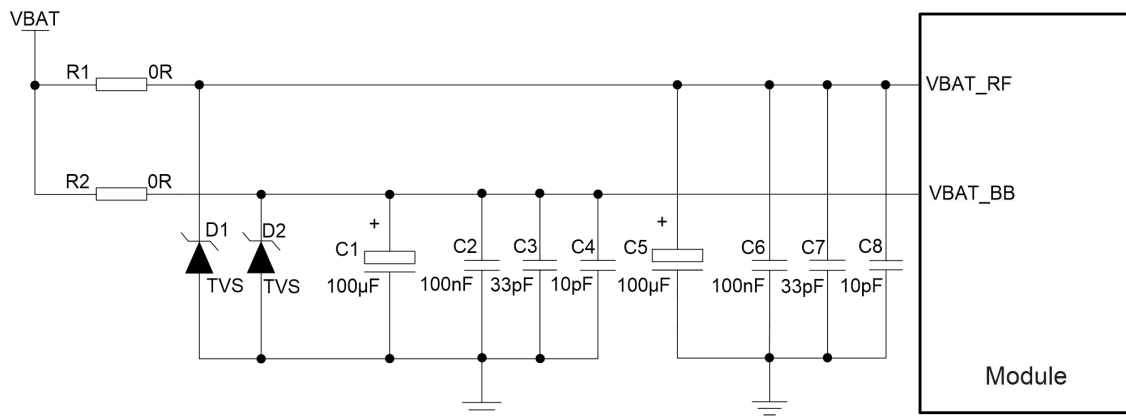 VBAT
R1 0R
VBAT_RF
R2 0R
VBAT_BB
D1 D2 + +
C1 C2 C3 C4 C5 C6 C7 C8
TVS TVS 100µF 100nF 33pF 10pF 100µF 100nF 33pF 10pF
Module